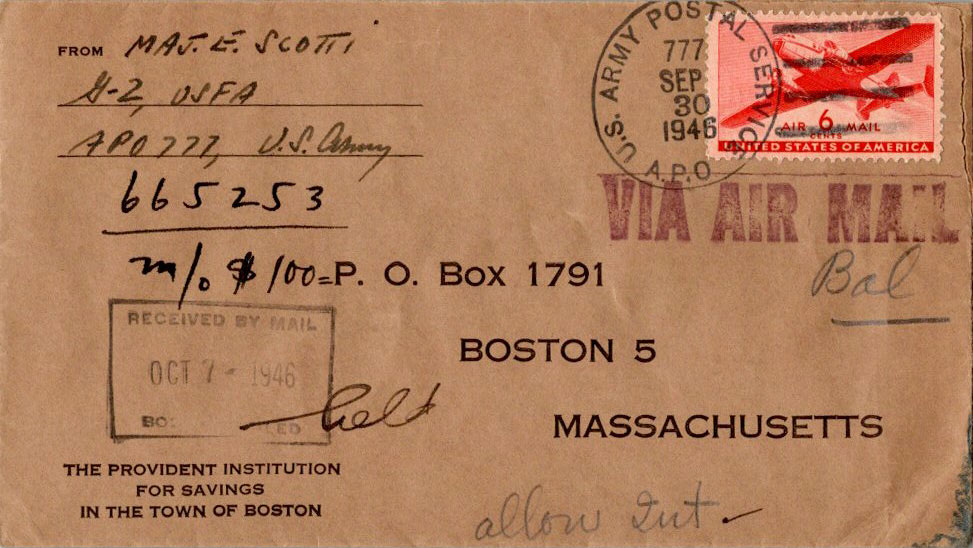 FROM MAJ. E. SCOTTI
G-2, USFA
APO 777, U.S. Army
665253
m/o $100=
P. O. Box 1791
BOSTON 5
MASSACHUSETTS
U.S. ARMY POSTAL SERVICE
777
SEP
30
1946
A.P.O
AIR 6 MAIL
CENTS
UNITED STATES OF AMERICA
VIA AIR MAIL
Bal
RECEIVED BY MAIL
OCT 7 - 1946
held
THE PROVIDENT INSTITUTION
FOR SAVINGS
IN THE TOWN OF BOSTON
allow Int.